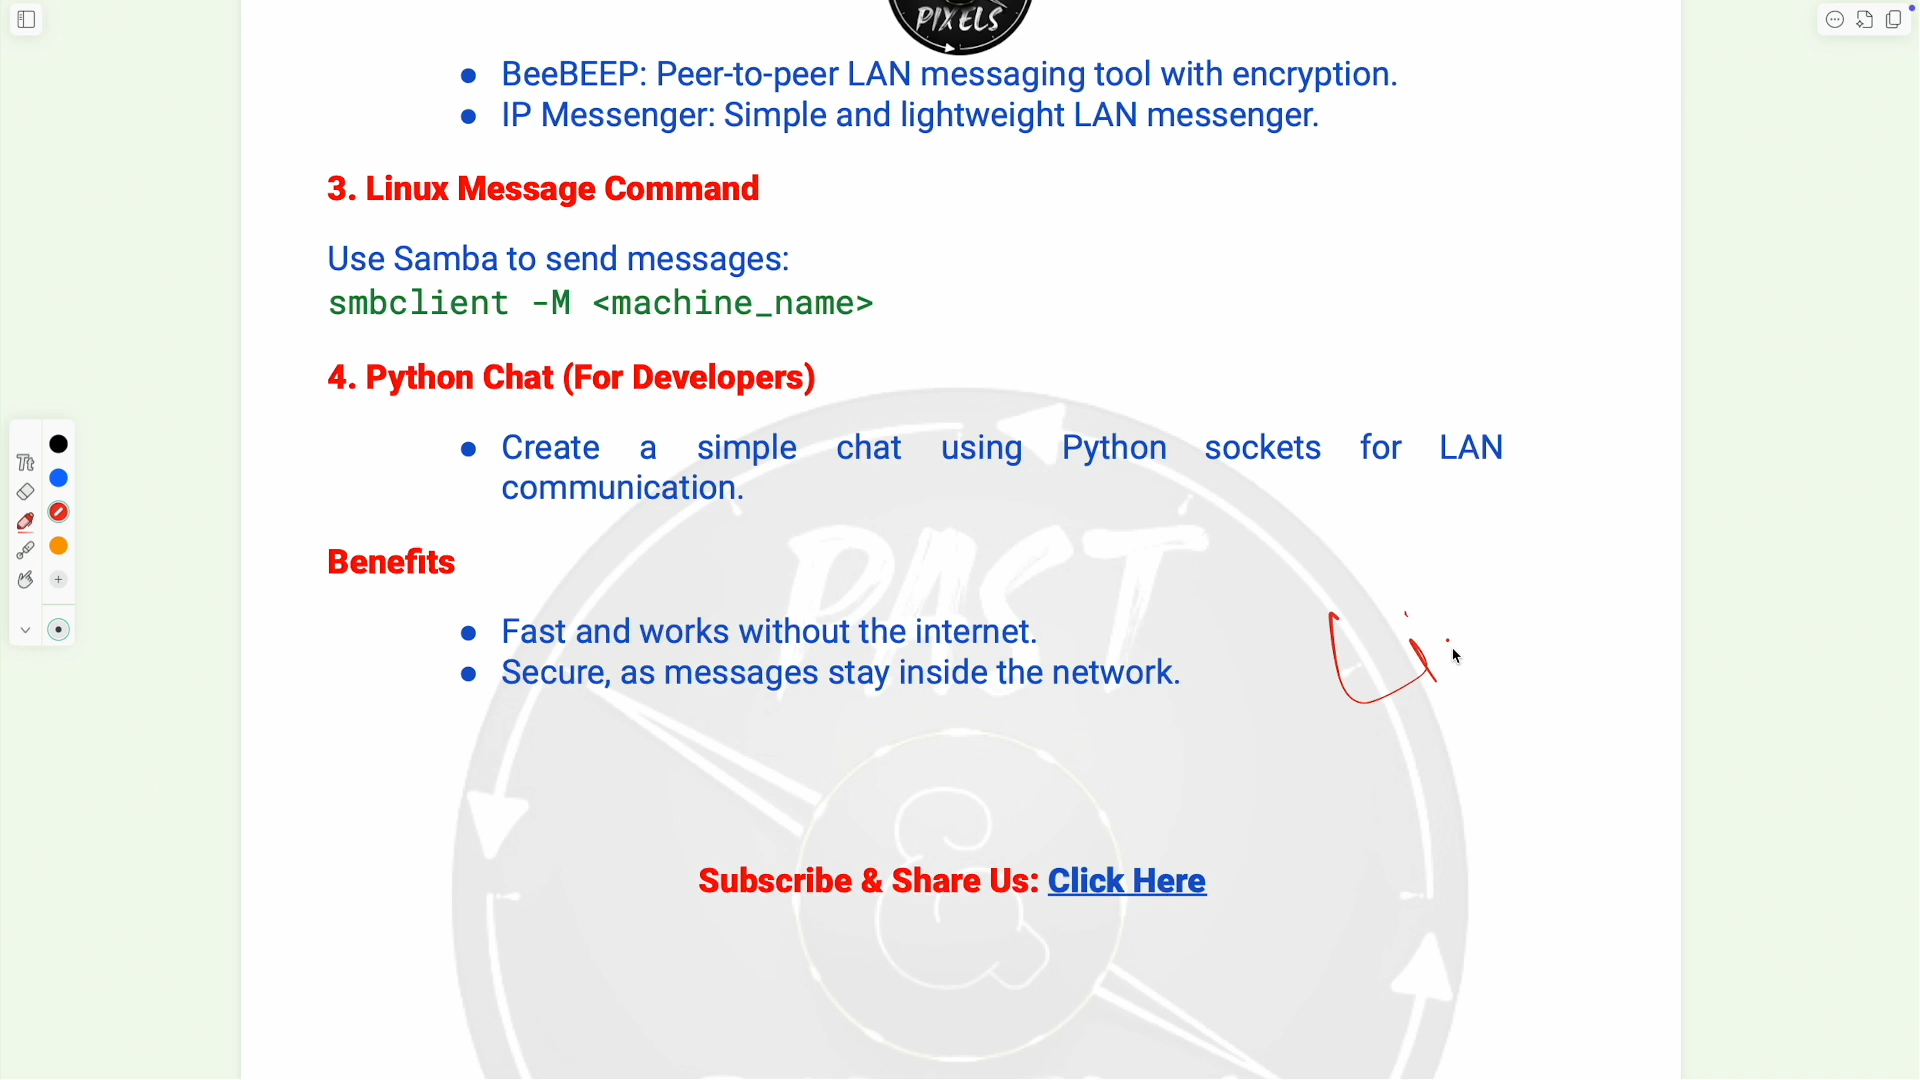 PIXELS
● BeeBEEP: Peer-to-peer LAN messaging tool with encryption.
● IP Messenger: Simple and lightweight LAN messenger.
3. Linux Message Command
Use Samba to send messages:
smbclient -M <machine_name>
4. Python Chat (For Developers)
● Create a simple chat using Python sockets for LAN
communication.
Benefits
● Fast and works without the internet.
● Secure, as messages stay inside the network.
PAST
&
Subscribe & Share Us: Click Here
Tt